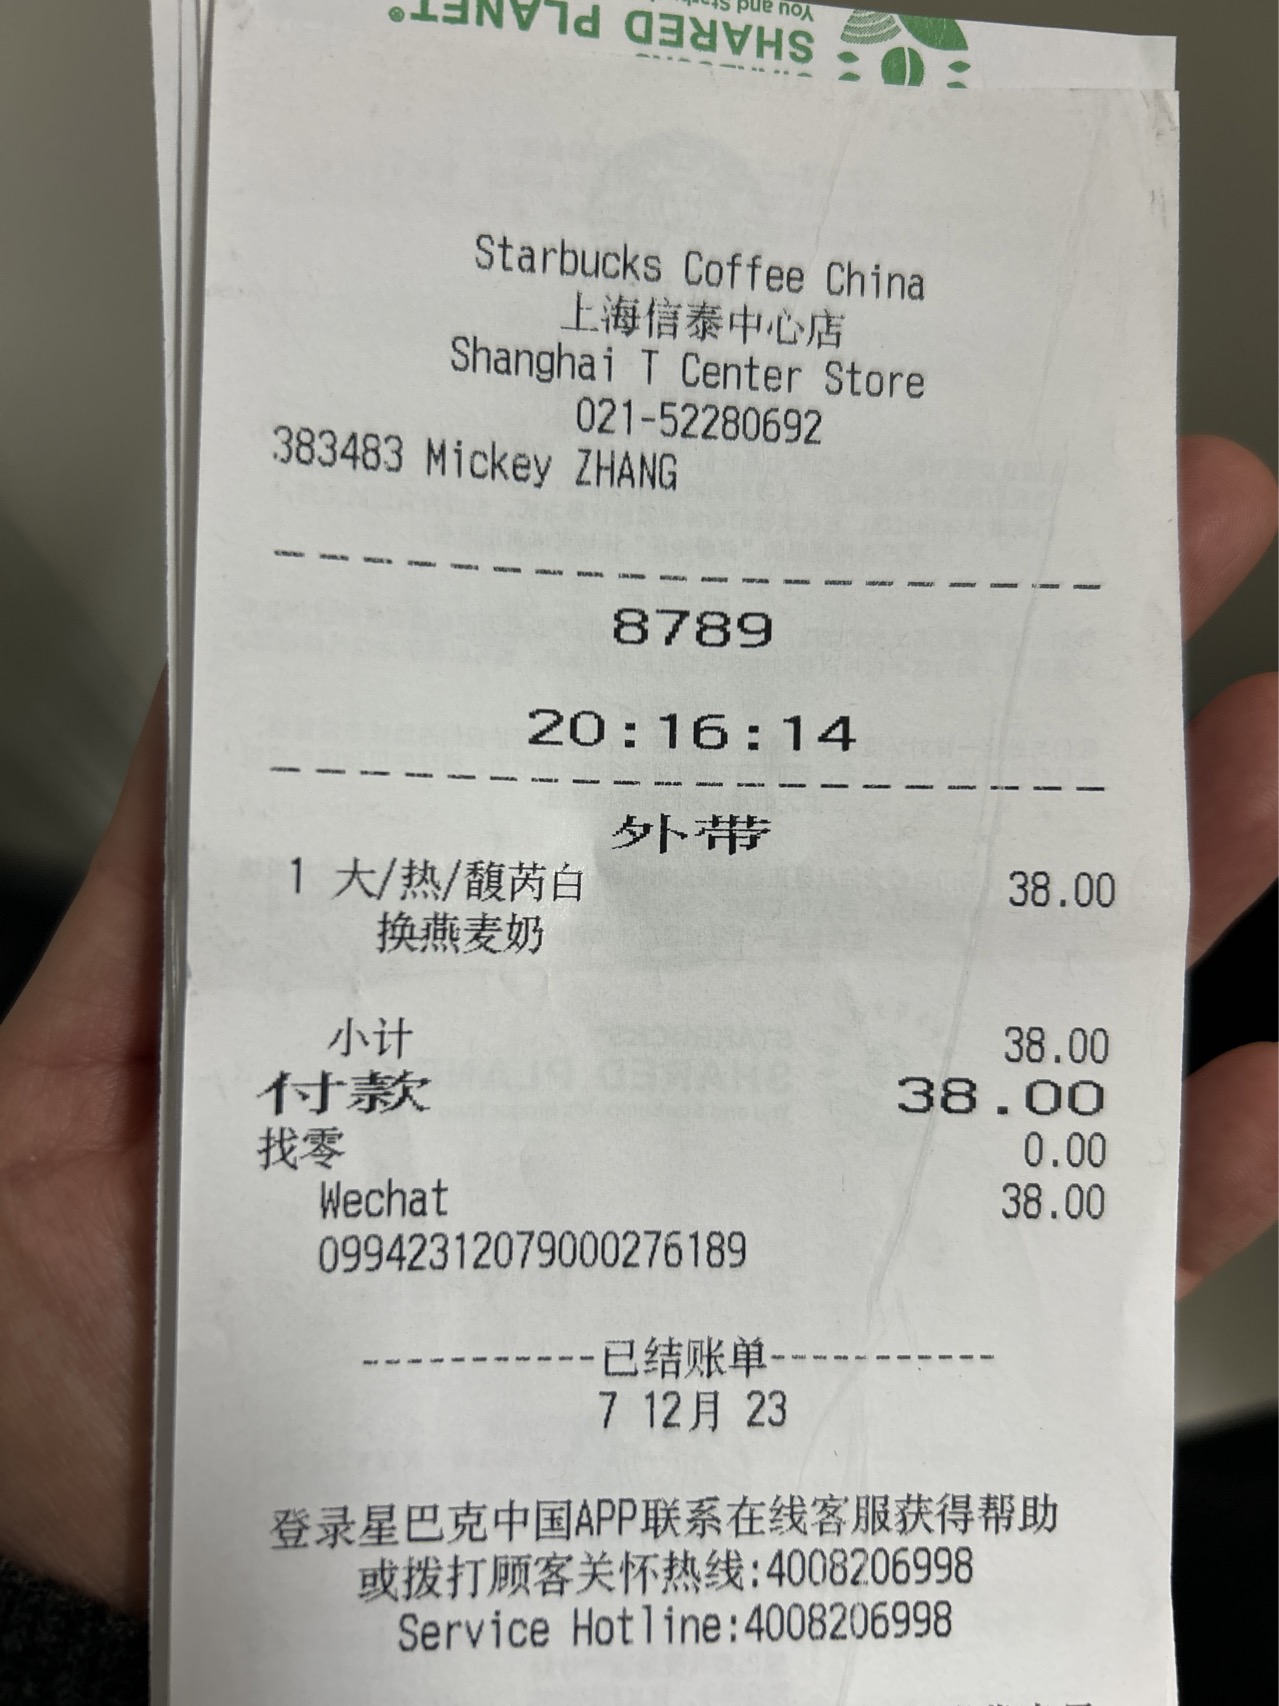 You and Starbu
SHARED PLANET®
Starbucks Coffee China
上海信泰中心店
Shanghai T Center Store
021-52280692
383483 Mickey ZHANG
8789
20:16:14
外带
1 大/热/馥芮白 38.00
换燕麦奶
小计 38.00
付款 38.00
找零 0.00
Wechat 38.00
09942312079000276189
-----------已结账单-----------
7 12月 23
登录星巴克中国APP联系在线客服获得帮助
或拨打顾客关怀热线:4008206998
Service Hotline:4008206998